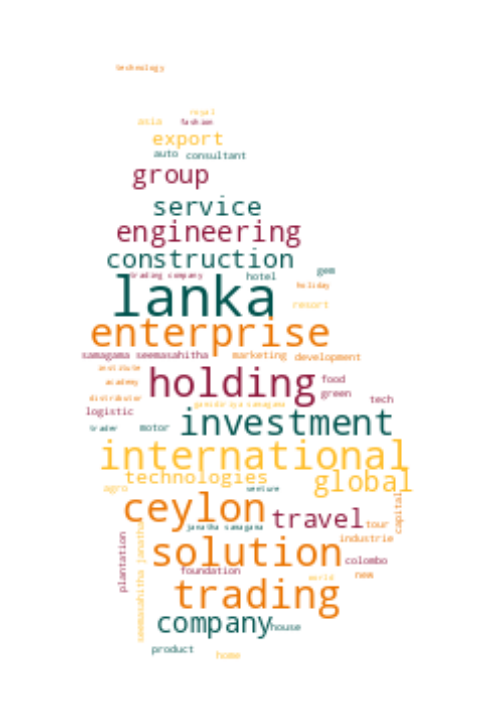 technology
royal
asia fashion
export
auto consultant
group
service
engineering
construction
trading company hotel gem
lanka holiday
resort
enterprise
samagama seemasahitha marketing development
institute
holding food
academy green
distributor tech
logistic
investment
trader motor
international
technologies global
agro venture
ceylon travel capital
janatha samagama tour
solution industrie
plantation
seemasahitha janatha
foundation colombo
world new
trading
company house
product
home